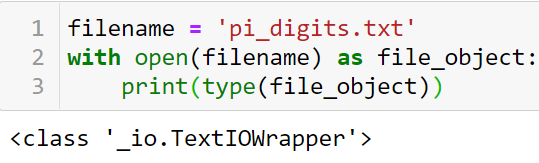 1 filename = 'pi_digits.txt'
2 with open(filename) as file_object:
3     print(type(file_object))
<class '_io.TextIOWrapper'>